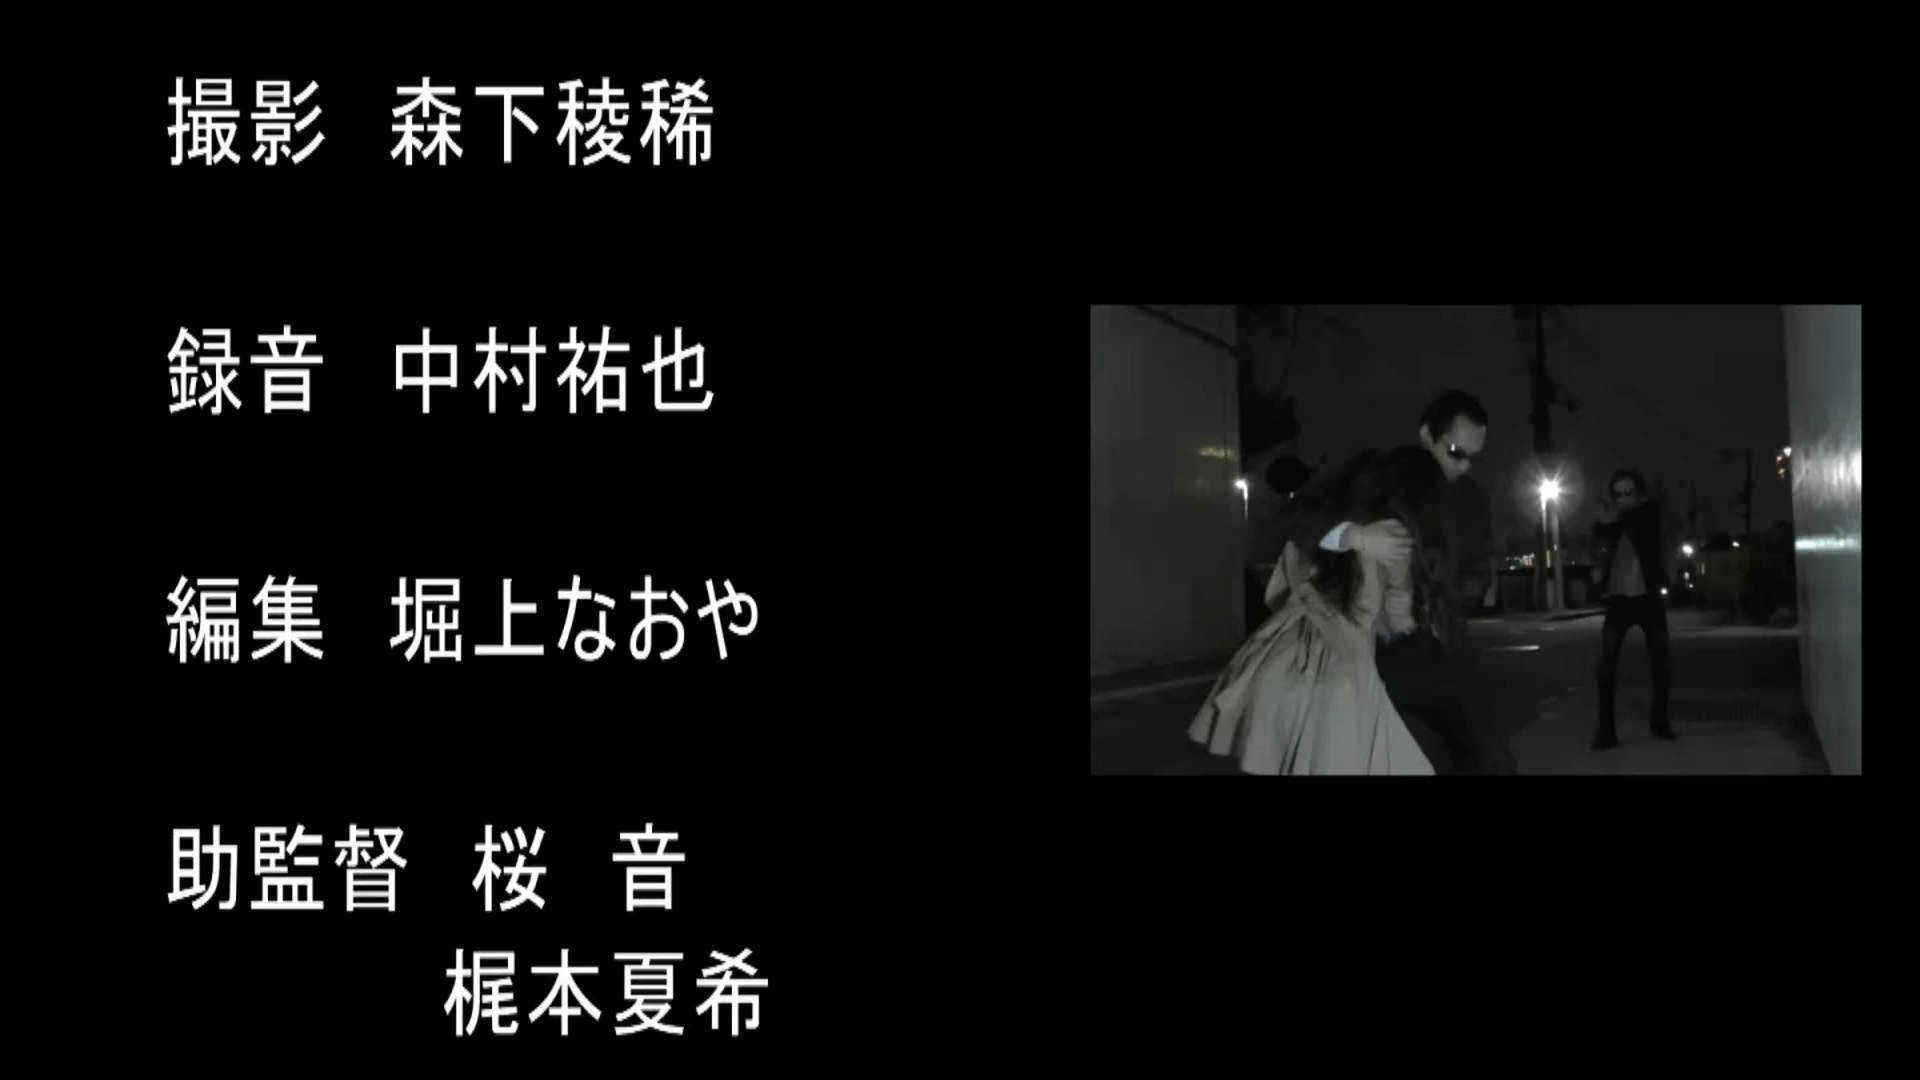 撮影　森下稜稀
録音　中村祐也
編集　堀上なおや
助監督　桜　音
梶本夏希